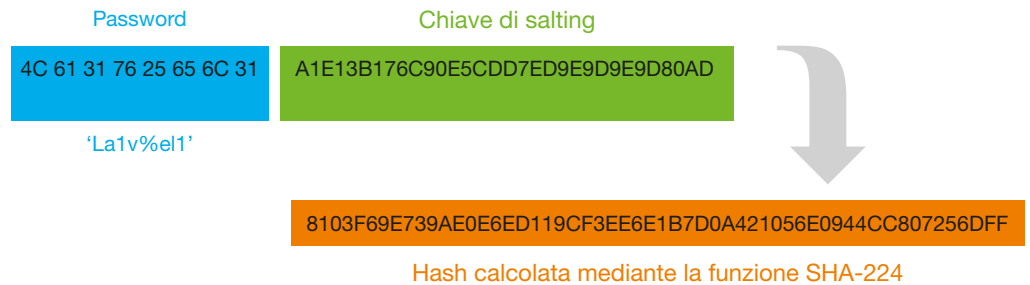 Password
Chiave di salting
4C 61 31 76 25 65 6C 31
A1E13B176C90E5CDD7ED9E9D9E9D80AD
‘La1v%el1’
8103F69E739AE0E6ED119CF3EE6E1B7D0A421056E0944CC807256DFF
Hash calcolata mediante la funzione SHA-224